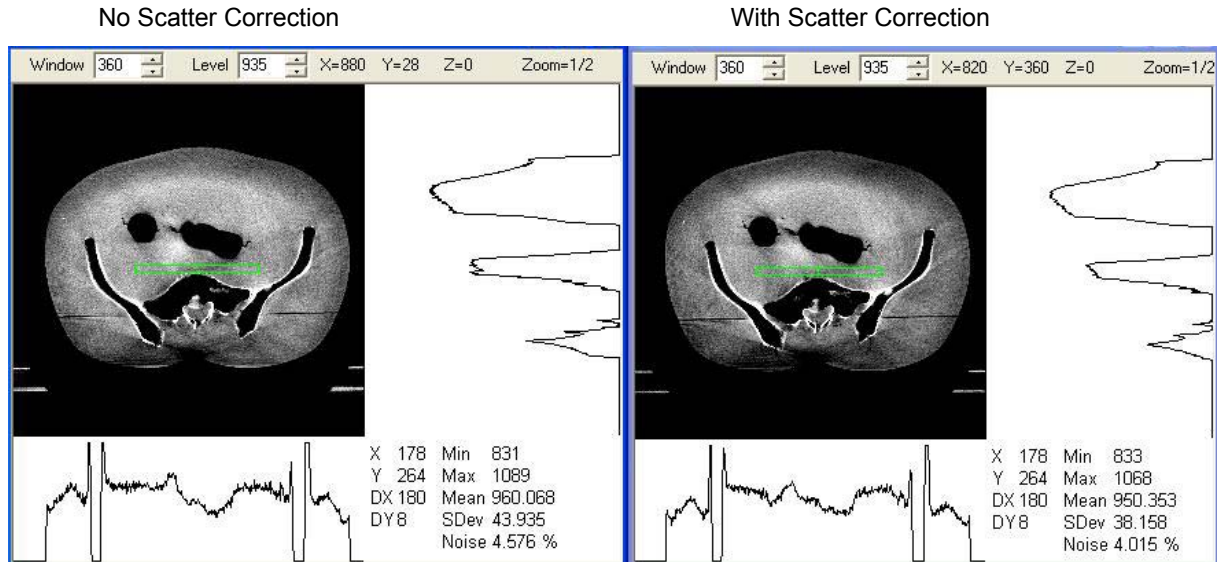 No Scatter Correction
With Scatter Correction
Window 360 Level 935 X=880 Y=28 Z=0 Zoom=1/2
Window 360 Level 935 X=820 Y=360 Z=0 Zoom=1/2
X 178 Min 831
Y 264 Max 1089
DX 180 Mean 960.068
DY 8 SDev 43.935
Noise 4.576 %
X 178 Min 833
Y 264 Max 1068
DX 180 Mean 950.353
DY 8 SDev 38.158
Noise 4.015 %